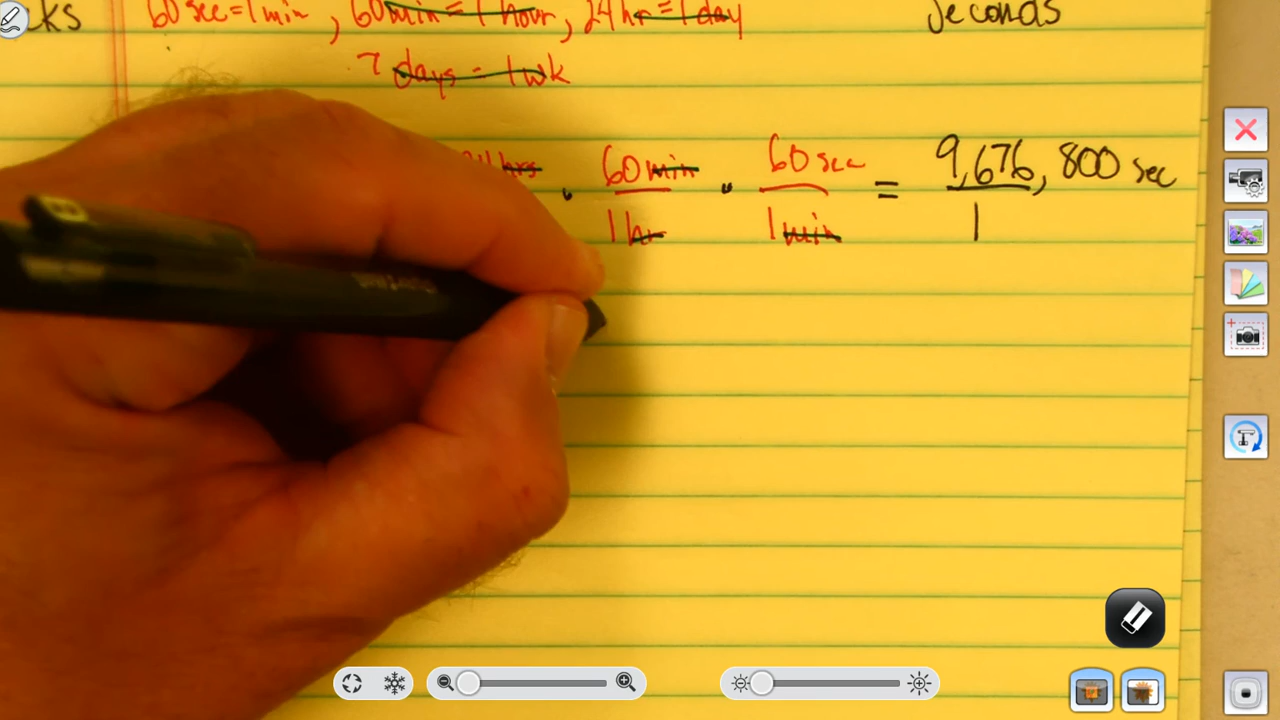 60 sec = 1 min , 60 min = 1 hour , 24 hr = 1 day
Seconds
7 days = 1 wk
hrs · 60 min · 60 sec = 9,676,800 sec
1 hr 1 min 1